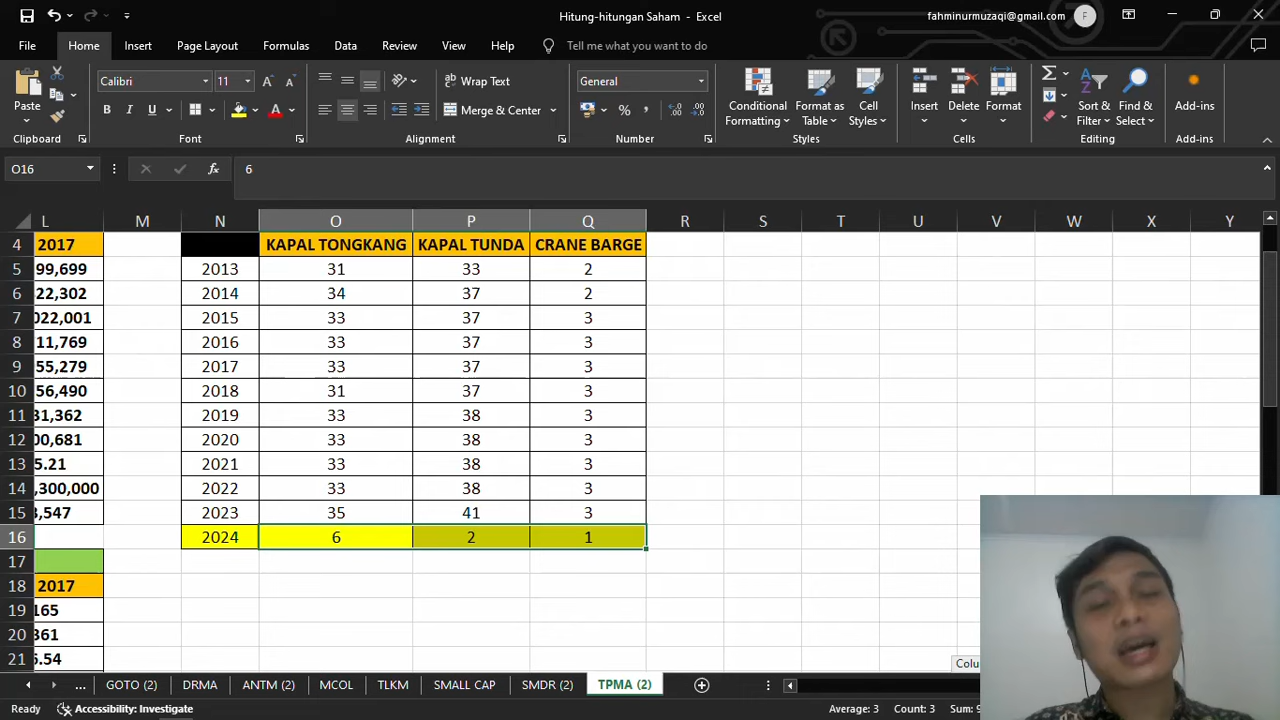 Hitung-hitungan Saham - Excel
fahminurmuzaqi@gmail.com F
File Home Insert Page Layout Formulas Data Review View Help Tell me what you want to do
Paste
Clipboard
Calibri 11
B I U
Font
Wrap Text
Merge & Center
Alignment
General
Number
Conditional Formatting
Format as Table
Cell Styles
Styles
Insert
Delete
Format
Cells
Sort & Filter
Find & Select
Editing
Add-ins
Add-ins
O16 fx 6
L M N O P Q R S T U V W X Y
4 2017 KAPAL TONGKANG KAPAL TUNDA CRANE BARGE
5 99,699 2013 31 33 2
6 22,302 2014 34 37 2
7 022,001 2015 33 37 3
8 11,769 2016 33 37 3
9 55,279 2017 33 37 3
10 56,490 2018 31 37 3
11 31,362 2019 33 38 3
12 00,681 2020 33 38 3
13 5.21 2021 33 38 3
14 ,300,000 2022 33 38 3
15 3,547 2023 35 41 3
16 2024 6 2 1
17
18 2017
19 165
20 361
21 6.54
Colu
... GOTO (2) DRMA ANTM (2) MCOL TLKM SMALL CAP SMDR (2) TPMA (2)
Ready Accessibility: Investigate Average: 3 Count: 3 Sum: 9